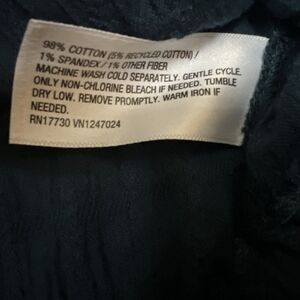 98% COTTON (5% RECYCLED COTTON) /
1% SPANDEX / 1% OTHER FIBER
MACHINE WASH COLD SEPARATELY. GENTLE CYCLE.
ONLY NON-CHLORINE BLEACH IF NEEDED. TUMBLE
DRY LOW. REMOVE PROMPTLY. WARM IRON IF
NEEDED.
RN17730 VN1247024